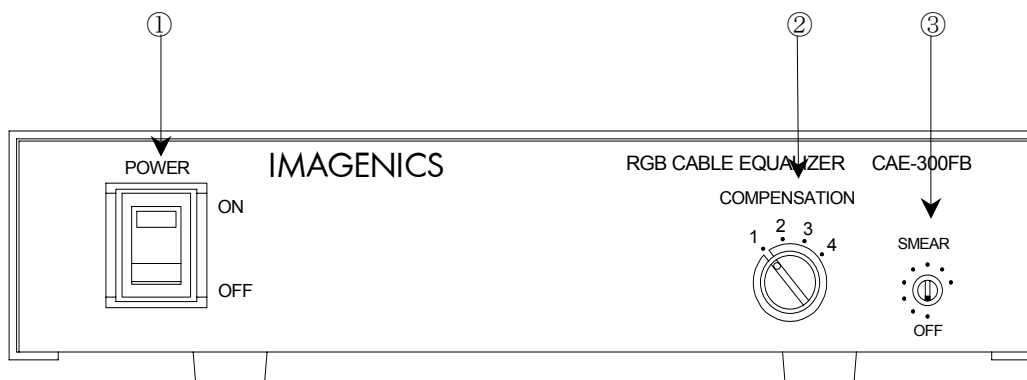 ① ② ③
IMAGENICS
RGB CABLE EQUALIZER CAE-300FB
POWER
ON
OFF
COMPENSATION
1 2 3 4
SMEAR
OFF